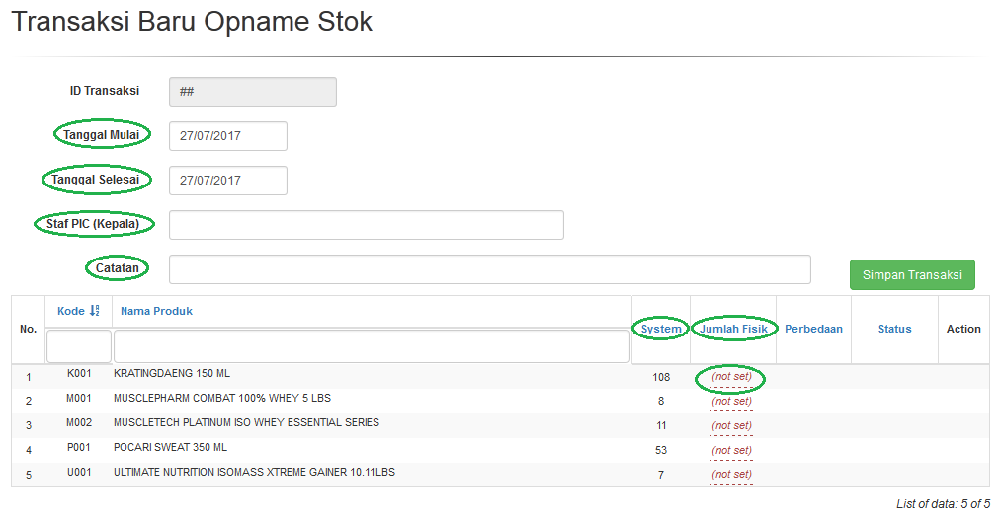 Transaksi Baru Opname Stok
ID Transaksi ##
Tanggal Mulai 27/07/2017
Tanggal Selesai 27/07/2017
Staf PIC (Kepala)
Catatan
Simpan Transaksi
No. Kode Nama Produk System Jumlah Fisik Perbedaan Status Action
1 K001 KRATINGDAENG 150 ML 108 (not set)
2 M001 MUSCLEPHARM COMBAT 100% WHEY 5 LBS 8 (not set)
3 M002 MUSCLETECH PLATINUM ISO WHEY ESSENTIAL SERIES 11 (not set)
4 P001 POCARI SWEAT 350 ML 53 (not set)
5 U001 ULTIMATE NUTRITION ISOMASS XTREME GAINER 10.11LBS 7 (not set)
List of data: 5 of 5